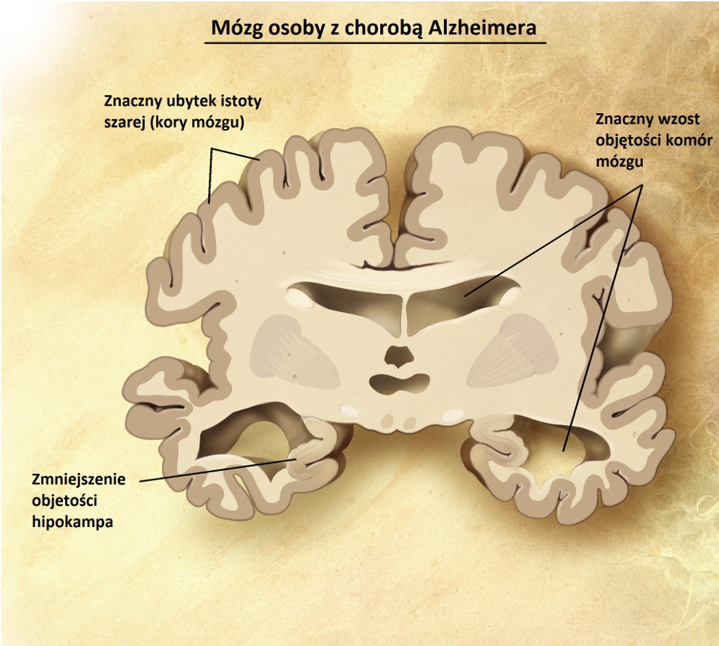 Mózg osoby z chorobą Alzheimera
Znaczny ubytek istoty
szarej (kory mózgu)
Znaczny wzost
objętości komór
mózgu
Zmniejszenie
objetości
hipokampa